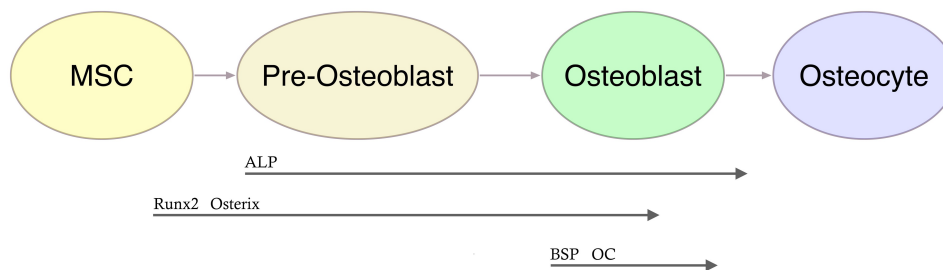 MSC Pre-Osteoblast Osteoblast Osteocyte
ALP
Runx2 Osterix
BSP OC